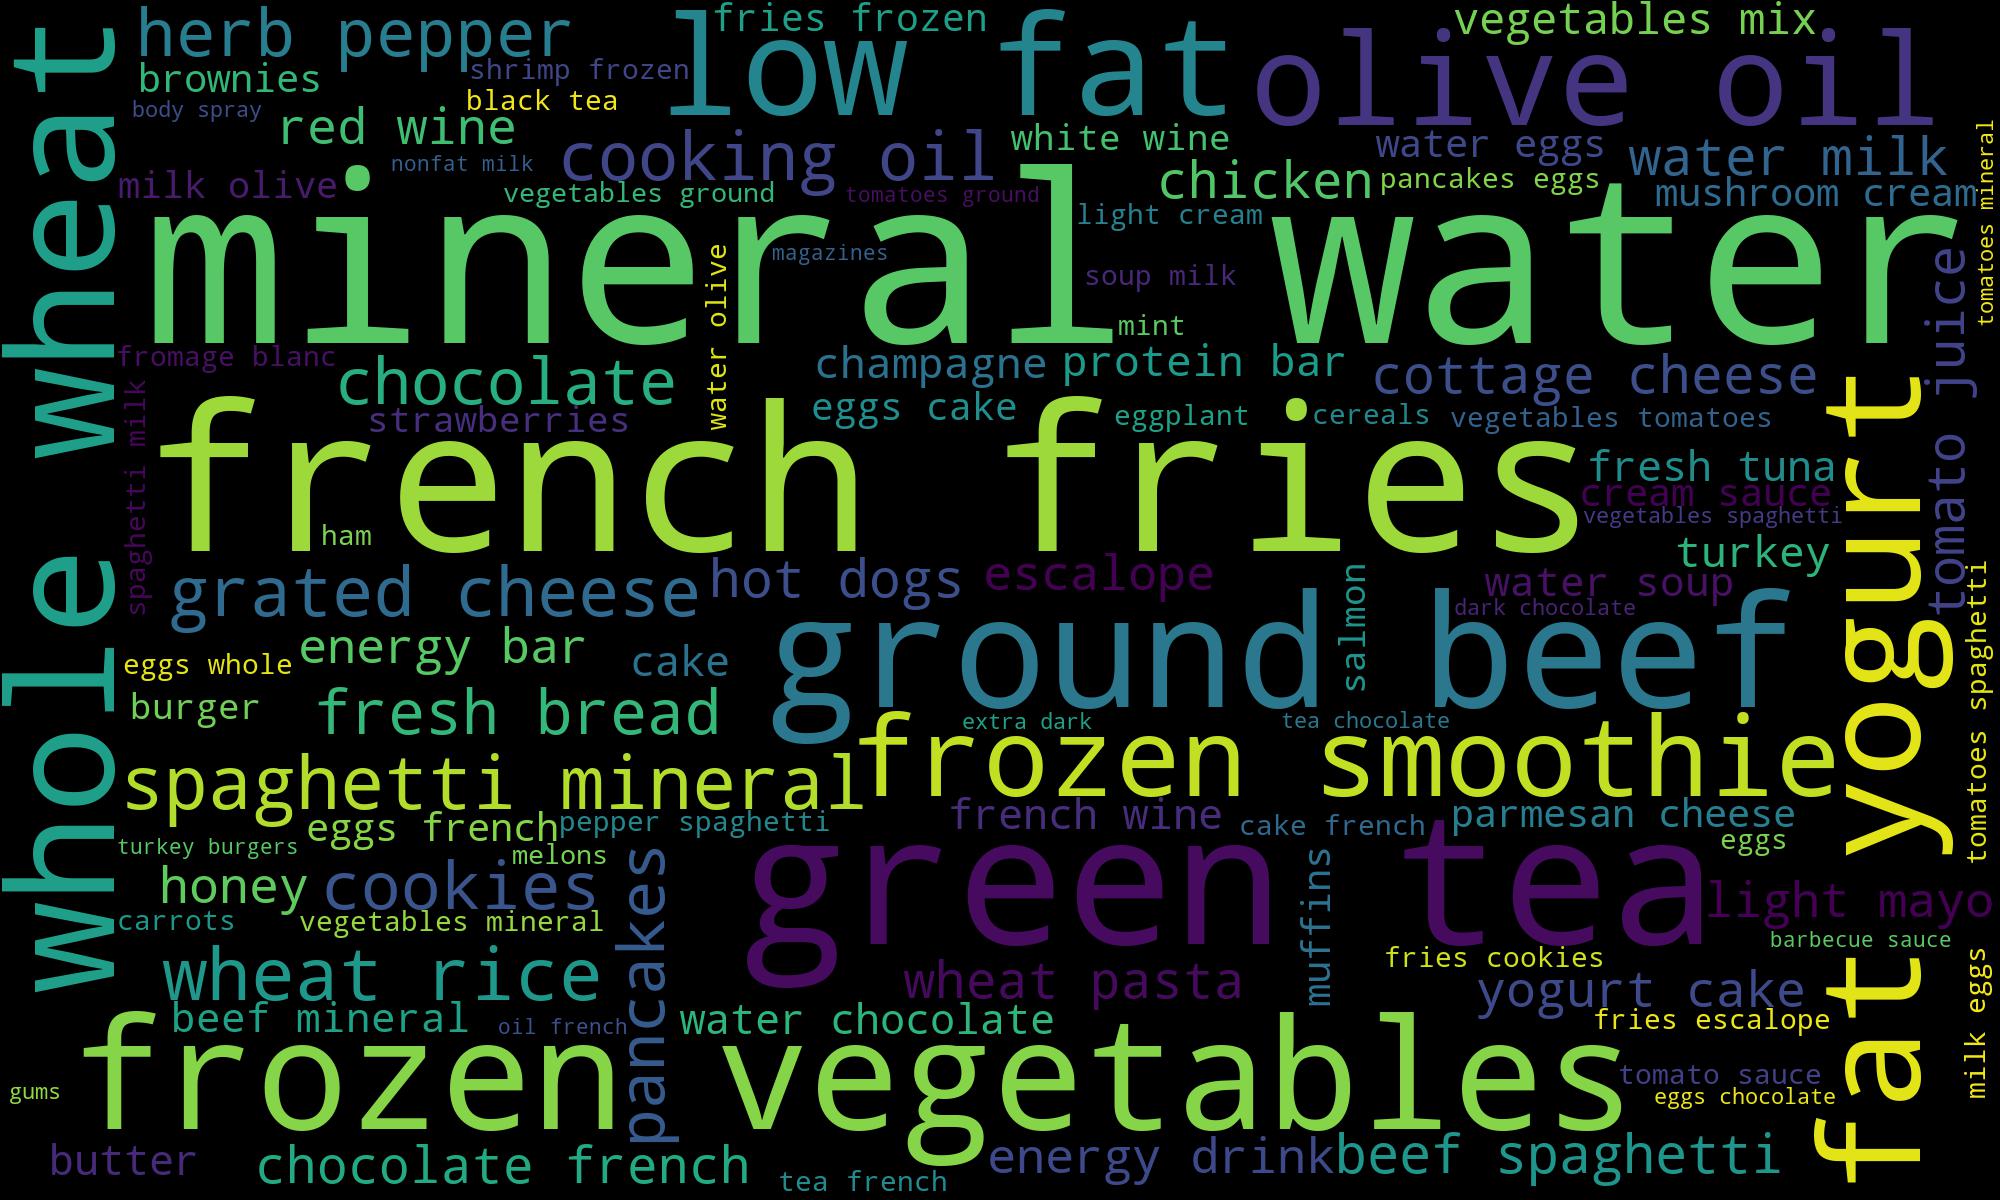 whole wheat
herb pepper
low fat
fries frozen
olive oil
vegetables mix
brownies
shrimp frozen
black tea
body spray
red wine
nonfat milk
cooking oil
white wine
water eggs
water milk
tomatoes mineral
milk olive
vegetables ground
tomatoes ground
chicken
pancakes eggs
mushroom cream
mineral water
light cream
magazines
soup milk
mint
water olive
tomato juice
fromage blanc
chocolate
champagne
protein bar
cottage cheese
strawberries
eggs cake
eggplant
cereals
vegetables tomatoes
spaghetti milk
french fries
fresh tuna
cream sauce
vegetables spaghetti
ham
turkey
fat yogurt
grated cheese
hot dogs
escalope
salmon
water soup
dark chocolate
ground beef
energy bar
eggs whole
cake
burger
fresh bread
extra dark
tea chocolate
tomatoes spaghetti
spaghetti mineral
frozen smoothie
french wine
parmesan cheese
eggs french
pepper spaghetti
cake french
eggs
turkey burgers
melons
honey
cookies
pancakes
green tea
muffins
light mayo
carrots
vegetables mineral
barbecue sauce
fries cookies
wheat rice
wheat pasta
yogurt cake
milk eggs
beef mineral
oil french
water chocolate
fries escalope
frozen vegetables
gums
tomato sauce
eggs chocolate
butter
chocolate french
tea french
energy drink
beef spaghetti